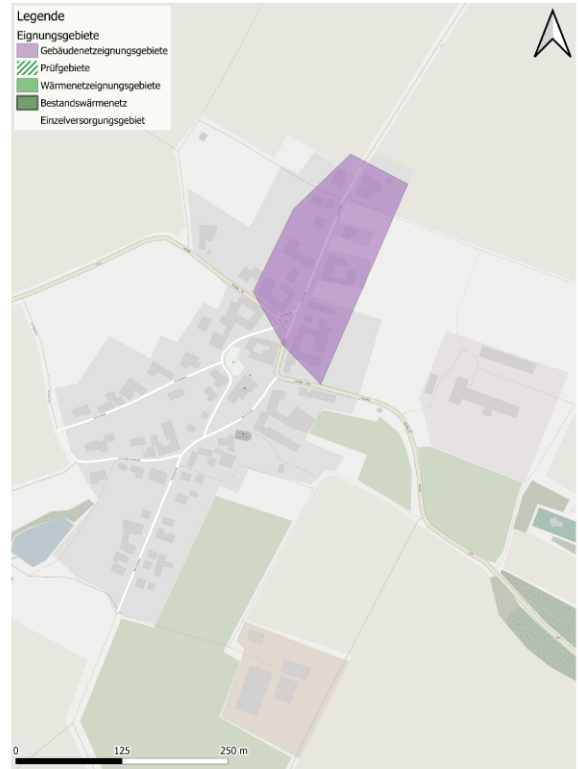 Legende
Eignungsgebiete
Gebäudenetzeignungsgebiete
Prüfgebiete
Wärmenetzeignungsgebiete
Bestandswärmenetz
Einzelversorgungsgebiet
0 125 250 m